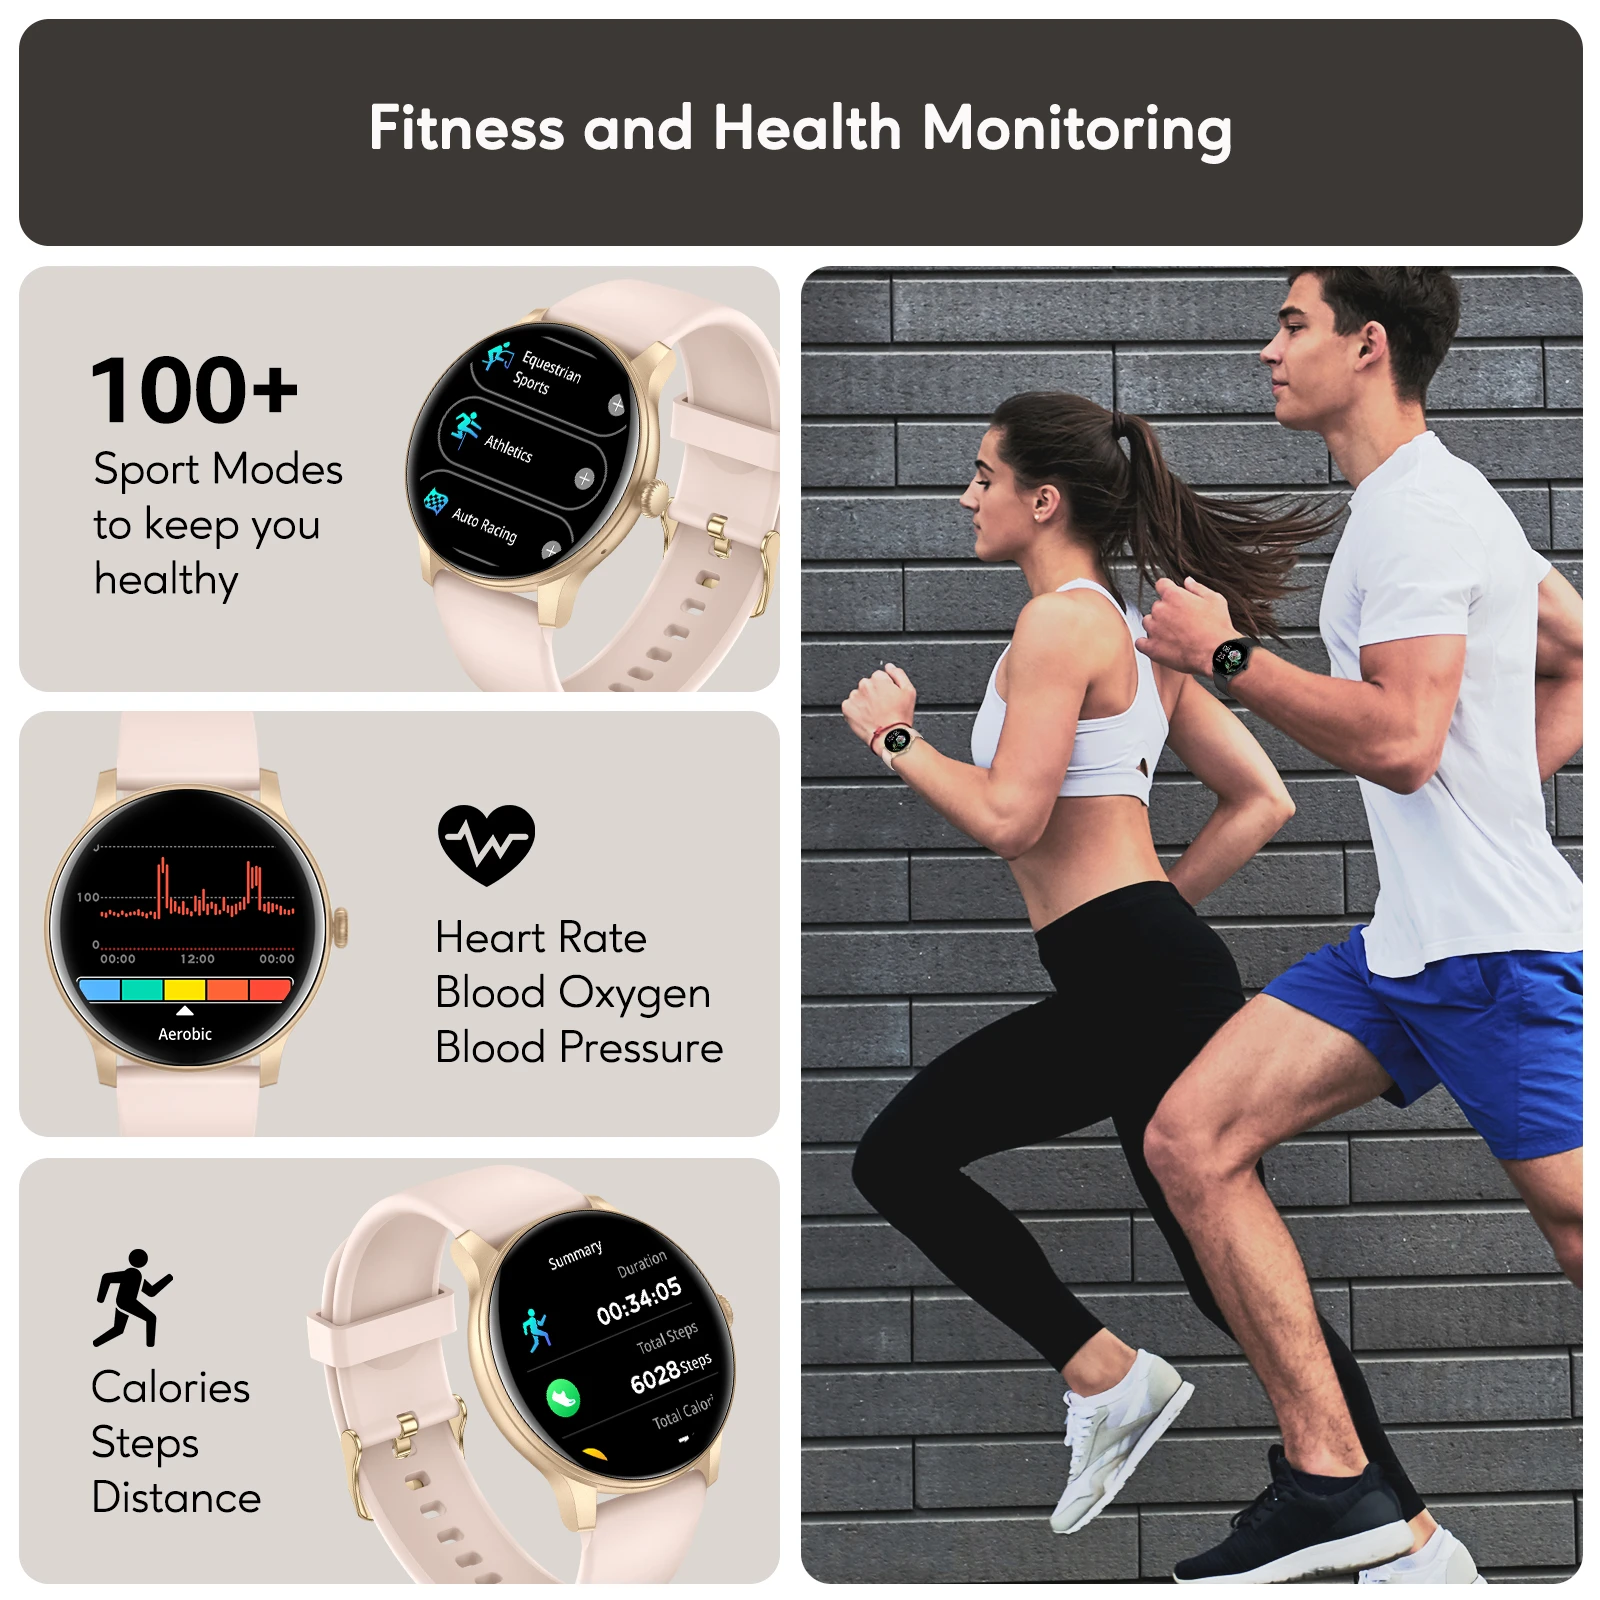 Fitness and Health Monitoring
100+
Sport Modes
to keep you
healthy
Equestrian
Sports
Athletics
Auto Racing
100
0
00:00 12:00 00:00
Aerobic
Heart Rate
Blood Oxygen
Blood Pressure
Calories
Steps
Distance
Summary
Duration
00:34:05
Total Steps
6028Steps
Total Calori